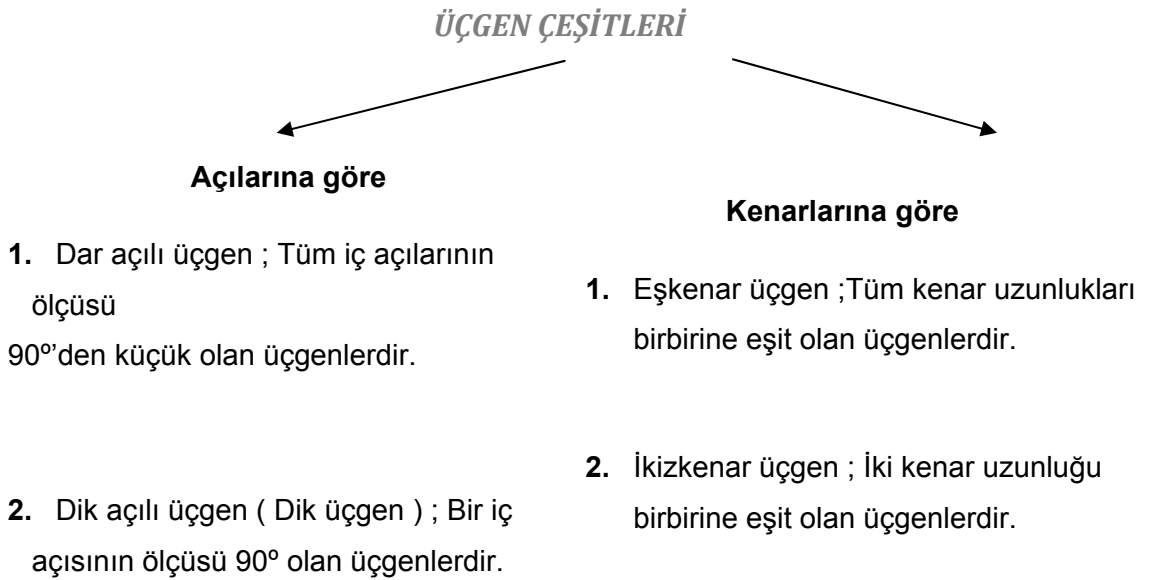 ÜÇGEN ÇEŞİTLERİ
Açılarına göre
1. Dar açılı üçgen ; Tüm iç açılarının
ölçüsü
90º’den küçük olan üçgenlerdir.
2. Dik açılı üçgen ( Dik üçgen ) ; Bir iç
açısının ölçüsü 90º olan üçgenlerdir.
Kenarlarına göre
1. Eşkenar üçgen ;Tüm kenar uzunlukları
birbirine eşit olan üçgenlerdir.
2. İkizkenar üçgen ; İki kenar uzunluğu
birbirine eşit olan üçgenlerdir.